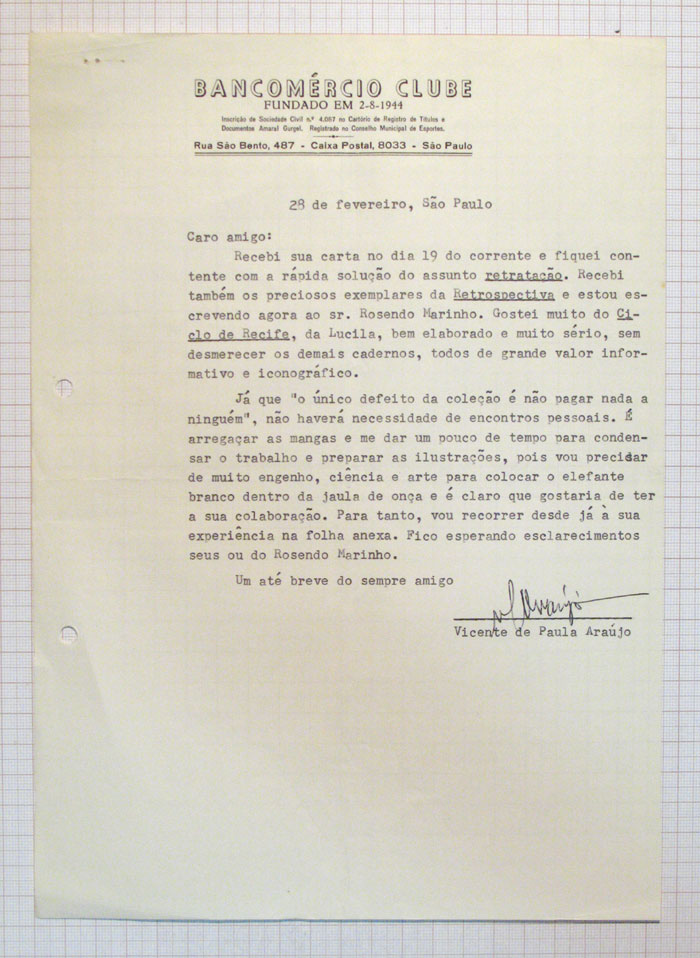 BANCOMÉRCIO CLUBE
FUNDADO EM 2-8-1944
Inscrição de Sociedade Civil n.º 4.087 no Cartório de Registro de Títulos e
Documentos Amaral Gurgel. Registrado no Conselho Municipal de Esportes.
Rua São Bento, 487 - Caixa Postal, 8033 - São Paulo
28 de fevereiro, São Paulo
Caro amigo:
Recebi sua carta no dia 19 do corrente e fiquei con-
tente com a rápida solução do assunto retratação. Recebi
também os preciosos exemplares da Retrospectiva e estou es-
crevendo agora ao sr. Rosendo Marinho. Gostei muito do Ci-
clo de Recife, da Lucila, bem elaborado e muito sério, sem
desmerecer os demais cadernos, todos de grande valor infor-
mativo e iconográfico.
Já que "o único defeito da coleção é não pagar nada a
ninguém", não haverá necessidade de encontros pessoais. É
arregaçar as mangas e me dar um pouco de tempo para conden-
sar o trabalho e preparar as ilustrações, pois vou precisar
de muito engenho, ciência e arte para colocar o elefante
branco dentro da jaula de onça e é claro que gostaria de ter
a sua colaboração. Para tanto, vou recorrer desde já à sua
experiência na folha anexa. Fico esperando esclarecimentos
seus ou do Rosendo Marinho.
Um até breve do sempre amigo
Vicente de Paula Araújo